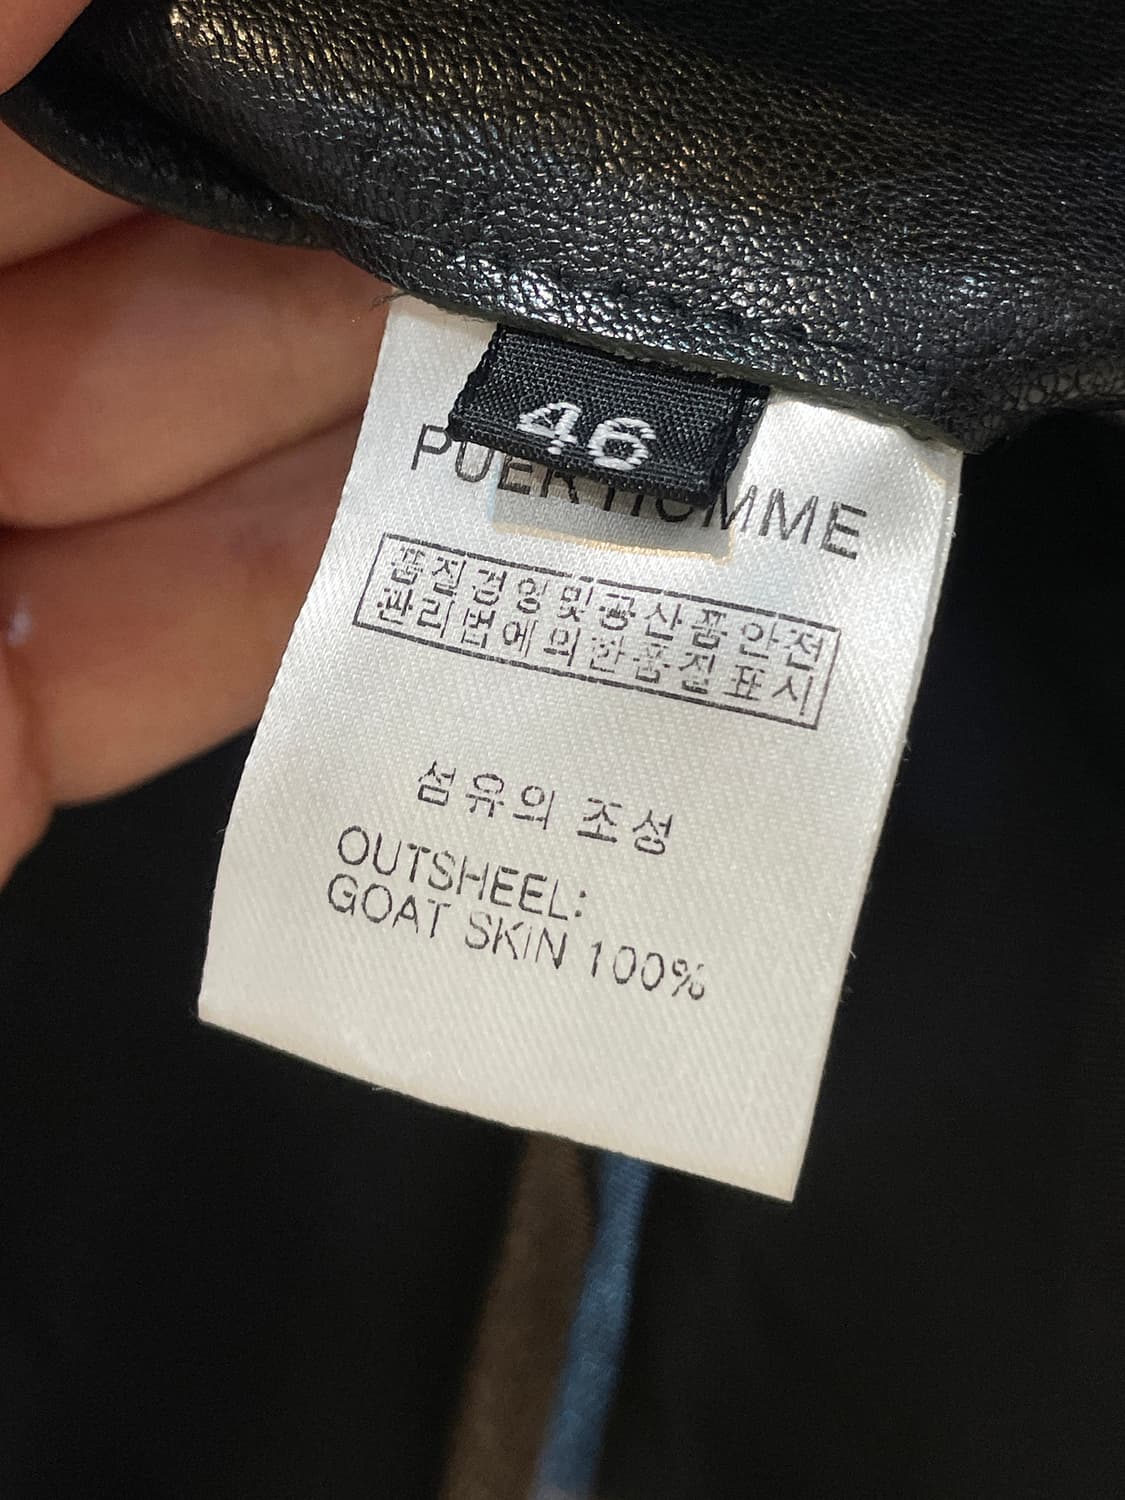 46
PUER HOMME
품질경영및공산품안전
관리법에의한품질표시
섬유의 조성
OUTSHEEL:
GOAT SKIN 100%